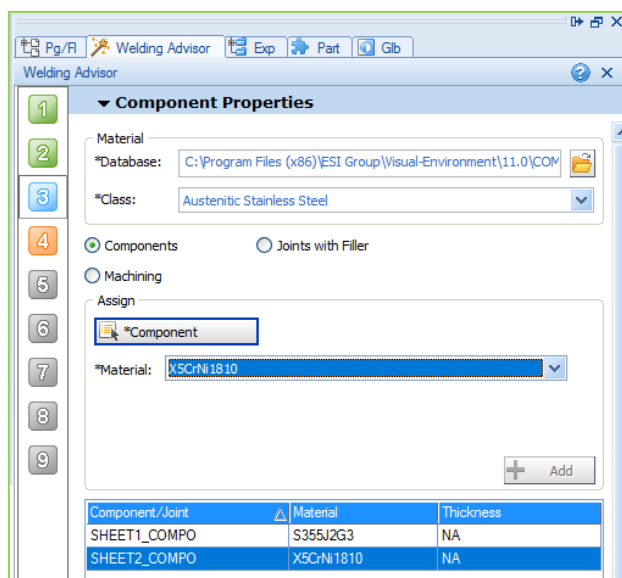 Pg/Fl Welding Advisor Exp Part Glb
Welding Advisor
Component Properties
Material
*Database: C:\Program Files (x86)\ESI Group\Visual-Environment\11.0\COM
*Class: Austenitic Stainless Steel
Components Joints with Filler
Machining
Assign
*Component
*Material: X5CrNi1810
Add
Component/Joint Material Thickness
SHEET1_COMPO S355J2G3 NA
SHEET2_COMPO X5CrNi1810 NA
1
2
3
4
5
6
7
8
9